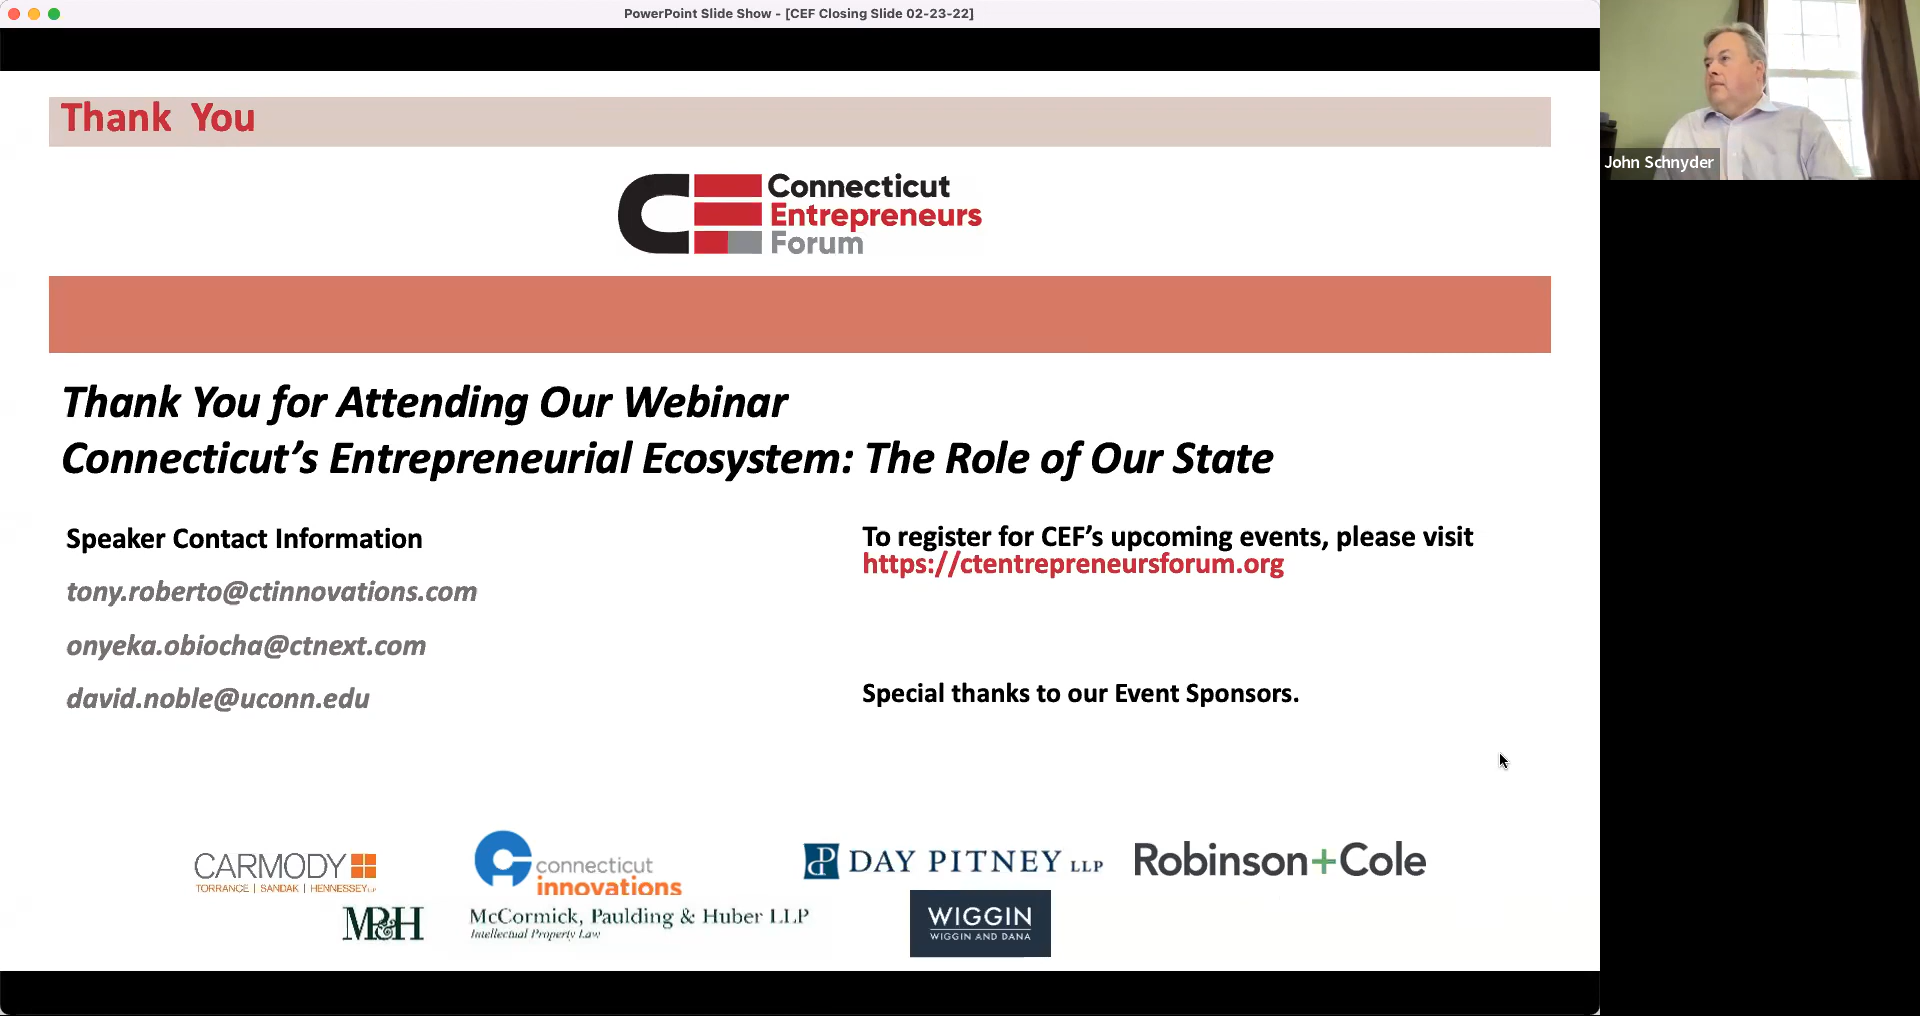 PowerPoint Slide Show - [CEF Closing Slide 02-23-22]
Thank You
Connecticut
Entrepreneurs
Forum
Thank You for Attending Our Webinar
Connecticut’s Entrepreneurial Ecosystem: The Role of Our State
Speaker Contact Information
tony.roberto@ctinnovations.com
onyeka.obiocha@ctnext.com
david.noble@uconn.edu
To register for CEF’s upcoming events, please visit
https://ctentrepreneursforum.org
Special thanks to our Event Sponsors.
CARMODY
TORRANCE | SANDAK | HENNESSEY LLP
connecticut
innovations
DAY PITNEY LLP
Robinson+Cole
MP&H
McCormick, Paulding & Huber LLP
Intellectual Property Law
WIGGIN
WIGGIN AND DANA
John Schnyder